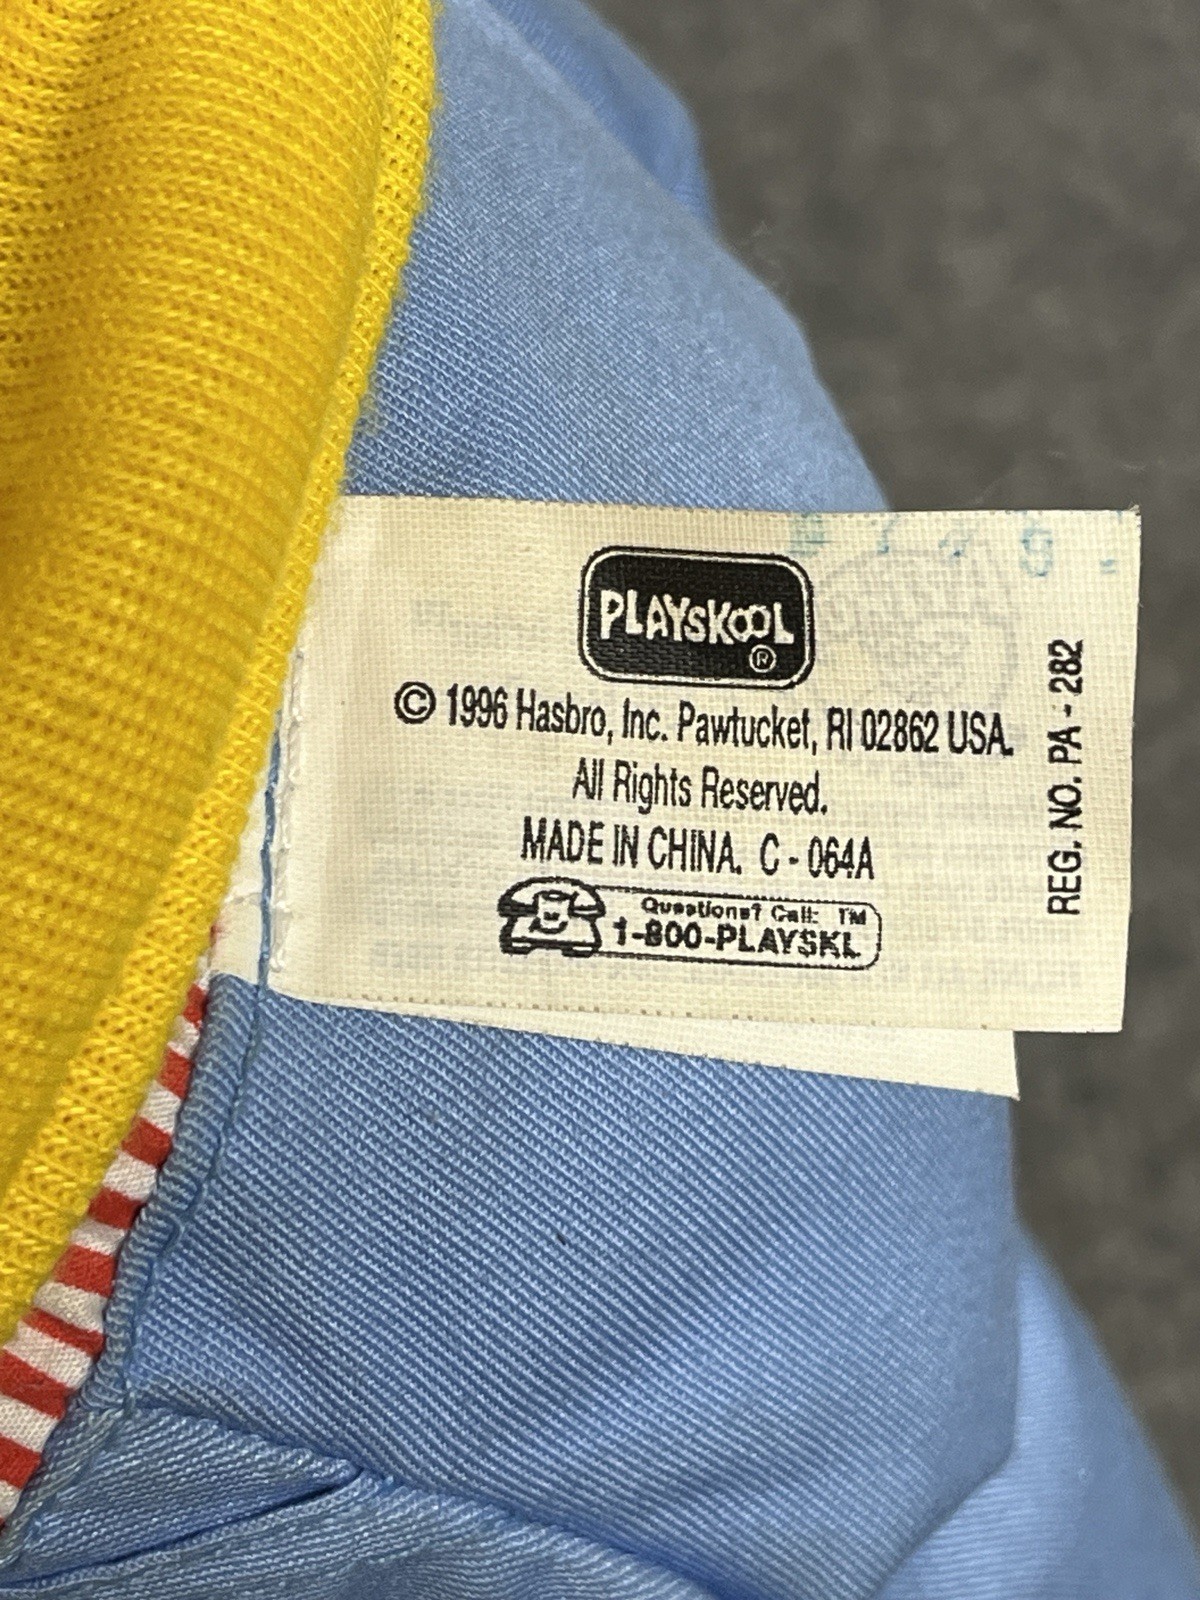 PLAYSKOOL
®
© 1996 Hasbro, Inc. Pawtucket, RI 02862 USA.
All Rights Reserved.
MADE IN CHINA. C - 064A
Questions? Call: TM
1-800-PLAYSKL
REG. NO. PA - 282